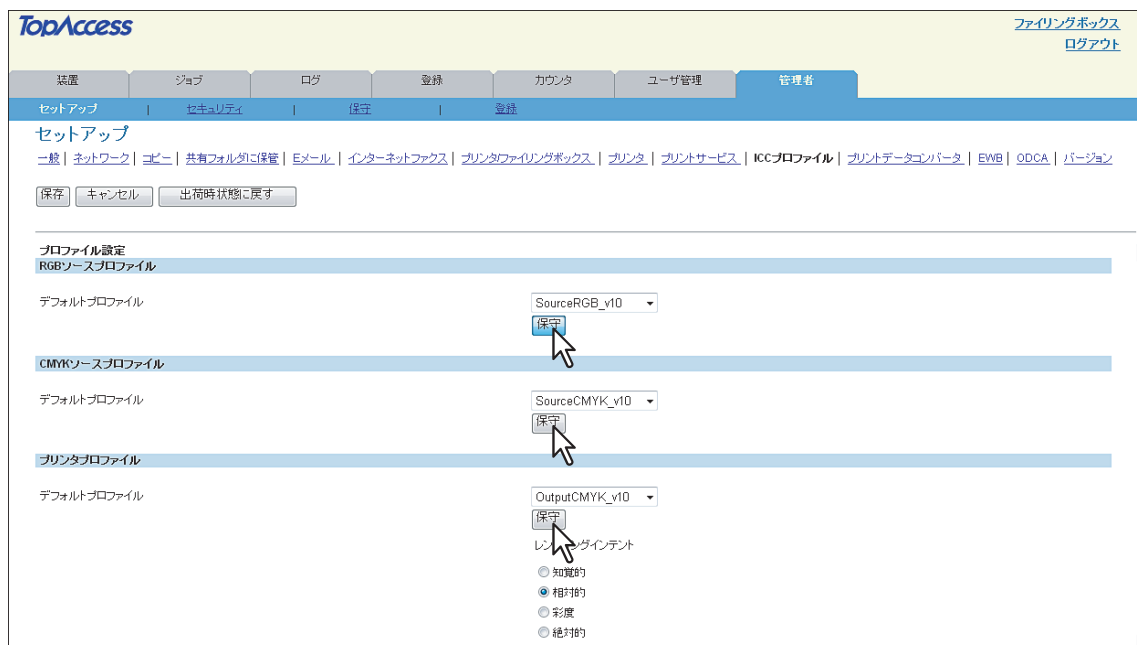 TopAccess
ファイリングボックス
ログアウト
装置 ジョブ ログ 登録 カウンタ ユーザ管理 管理者
セットアップ | セキュリティ | 保守 | 登録
セットアップ
一般 | ネットワーク | コピー | 共有フォルダに保管 | Eメール | インターネットファクス | プリンタ/ファイリングボックス | プリンタ | プリントサービス | ICCプロファイル | プリントデータコンバータ | EWB | ODCA | バージョン
保存 キャンセル 出荷時状態に戻す
プロファイル設定
RGBソースプロファイル
デフォルトプロファイル SourceRGB_v10
保守
CMYKソースプロファイル
デフォルトプロファイル SourceCMYK_v10
保守
プリンタプロファイル
デフォルトプロファイル OutputCMYK_v10
保守
レンダリングインテント
知覚的
相対的
彩度
絶対的